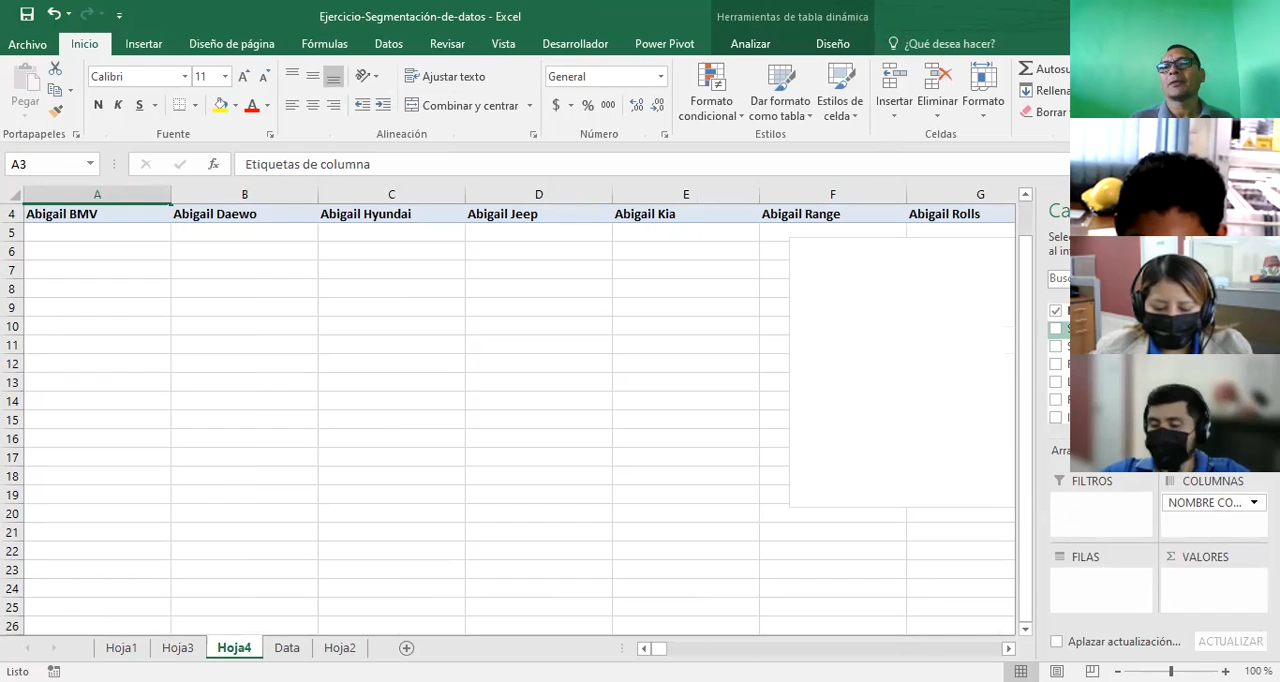 Ejercicio-Segmentación-de-datos - Excel
Herramientas de tabla dinámica
Archivo Inicio Insertar Diseño de página Fórmulas Datos Revisar Vista Desarrollador Power Pivot Analizar Diseño ¿Qué desea hacer?
Pegar
Calibri 11
Ajustar texto
General
Autosu
N K S
Combinar y centrar
$ % 000
Formato condicional
Dar formato como tabla
Estilos de celda
Insertar
Eliminar
Formato
Rellena
Borrar
Portapapeles Fuente Alineación Número Estilos Celdas
A3 fx Etiquetas de columna
A B C D E F G
4 Abigail BMV Abigail Daewo Abigail Hyundai Abigail Jeep Abigail Kia Abigail Range Abigail Rolls
5
6
7
8
9
10
11
12
13
14
15
16
17
18
19
20
21
22
23
24
25
26
Ca
Sele
al in
Busc
Arra
FILTROS COLUMNAS
NOMBRE CO...
FILAS VALORES
Aplazar actualización... ACTUALIZAR
Hoja1 Hoja3 Hoja4 Data Hoja2
Listo 100 %